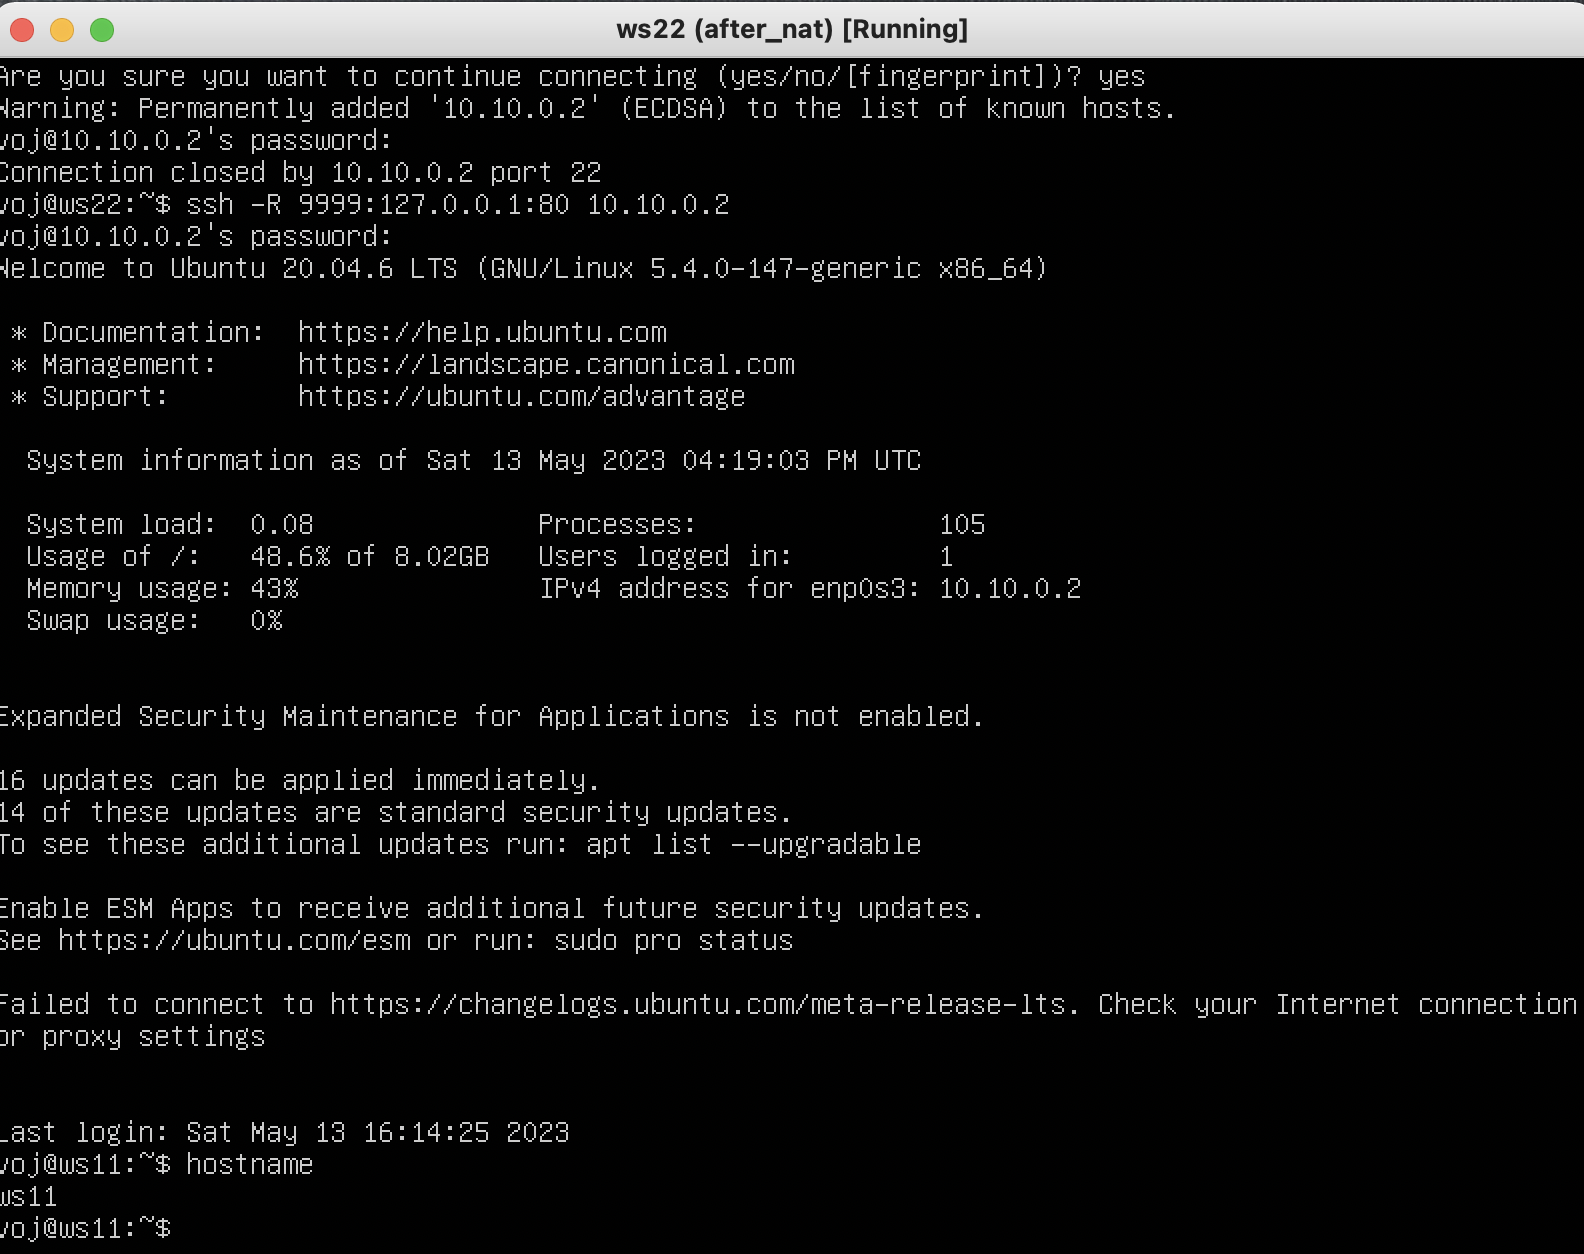 ws22 (after_nat) [Running]
Are you sure you want to continue connecting (yes/no/[fingerprint])? yes
Warning: Permanently added '10.10.0.2' (ECDSA) to the list of known hosts.
voj@10.10.0.2's password:
Connection closed by 10.10.0.2 port 22
voj@ws22:~$ ssh -R 9999:127.0.0.1:80 10.10.0.2
voj@10.10.0.2's password:
Welcome to Ubuntu 20.04.6 LTS (GNU/Linux 5.4.0-147-generic x86_64)
* Documentation:  https://help.ubuntu.com
* Management:     https://landscape.canonical.com
* Support:        https://ubuntu.com/advantage
System information as of Sat 13 May 2023 04:19:03 PM UTC
System load:  0.08              Processes:               105
Usage of /:   48.6% of 8.02GB   Users logged in:         1
Memory usage: 43%               IPv4 address for enp0s3: 10.10.0.2
Swap usage:   0%
Expanded Security Maintenance for Applications is not enabled.
16 updates can be applied immediately.
14 of these updates are standard security updates.
To see these additional updates run: apt list --upgradable
Enable ESM Apps to receive additional future security updates.
See https://ubuntu.com/esm or run: sudo pro status
Failed to connect to https://changelogs.ubuntu.com/meta-release-lts. Check your Internet connection
or proxy settings
Last login: Sat May 13 16:14:25 2023
voj@ws11:~$ hostname
ws11
voj@ws11:~$